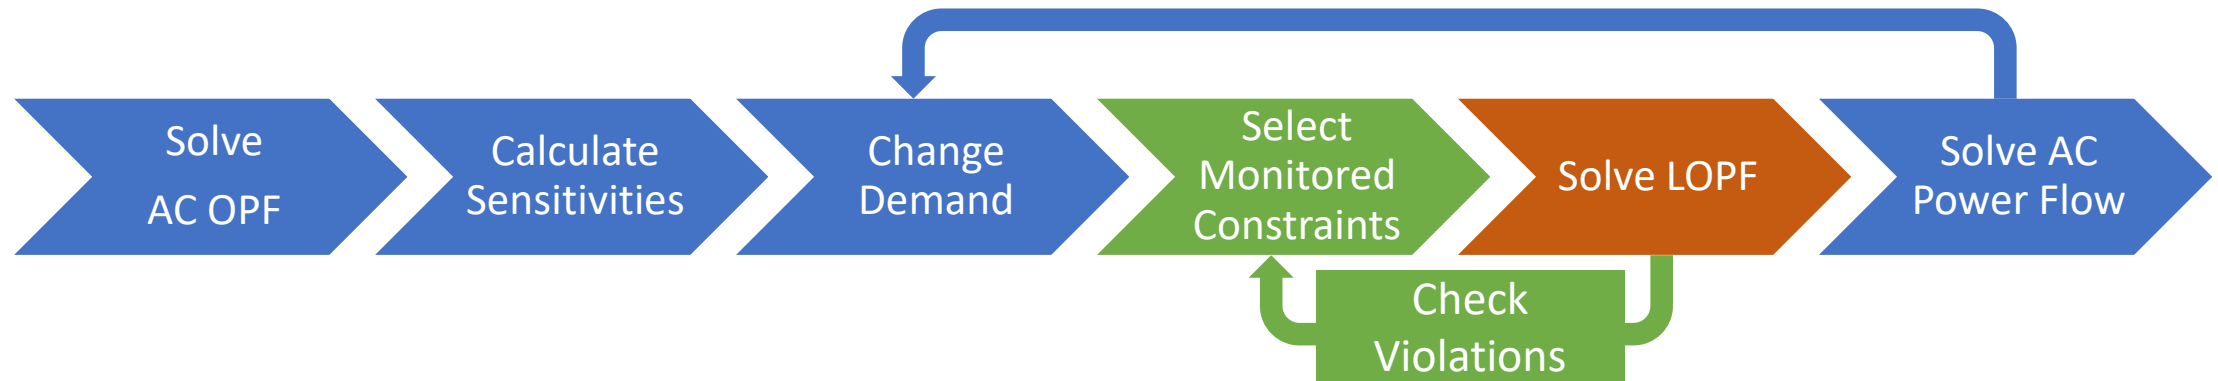 Solve
AC OPF
Calculate
Sensitivities
Change
Demand
Select
Monitored
Constraints
Solve LOPF
Solve AC
Power Flow
Check
Violations